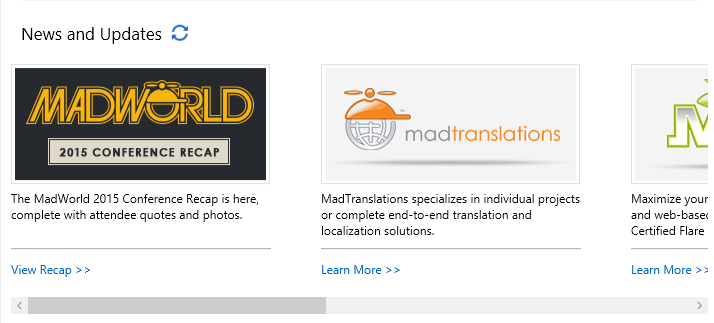 News and Updates
MADWORLD
2015 CONFERENCE RECAP
The MadWorld 2015 Conference Recap is here,
complete with attendee quotes and photos.
View Recap >>
madtranslations
MadTranslations specializes in individual projects
or complete end-to-end translation and
localization solutions.
Learn More >>
Maximize your
and web-based
Certified Flare
Learn More >>